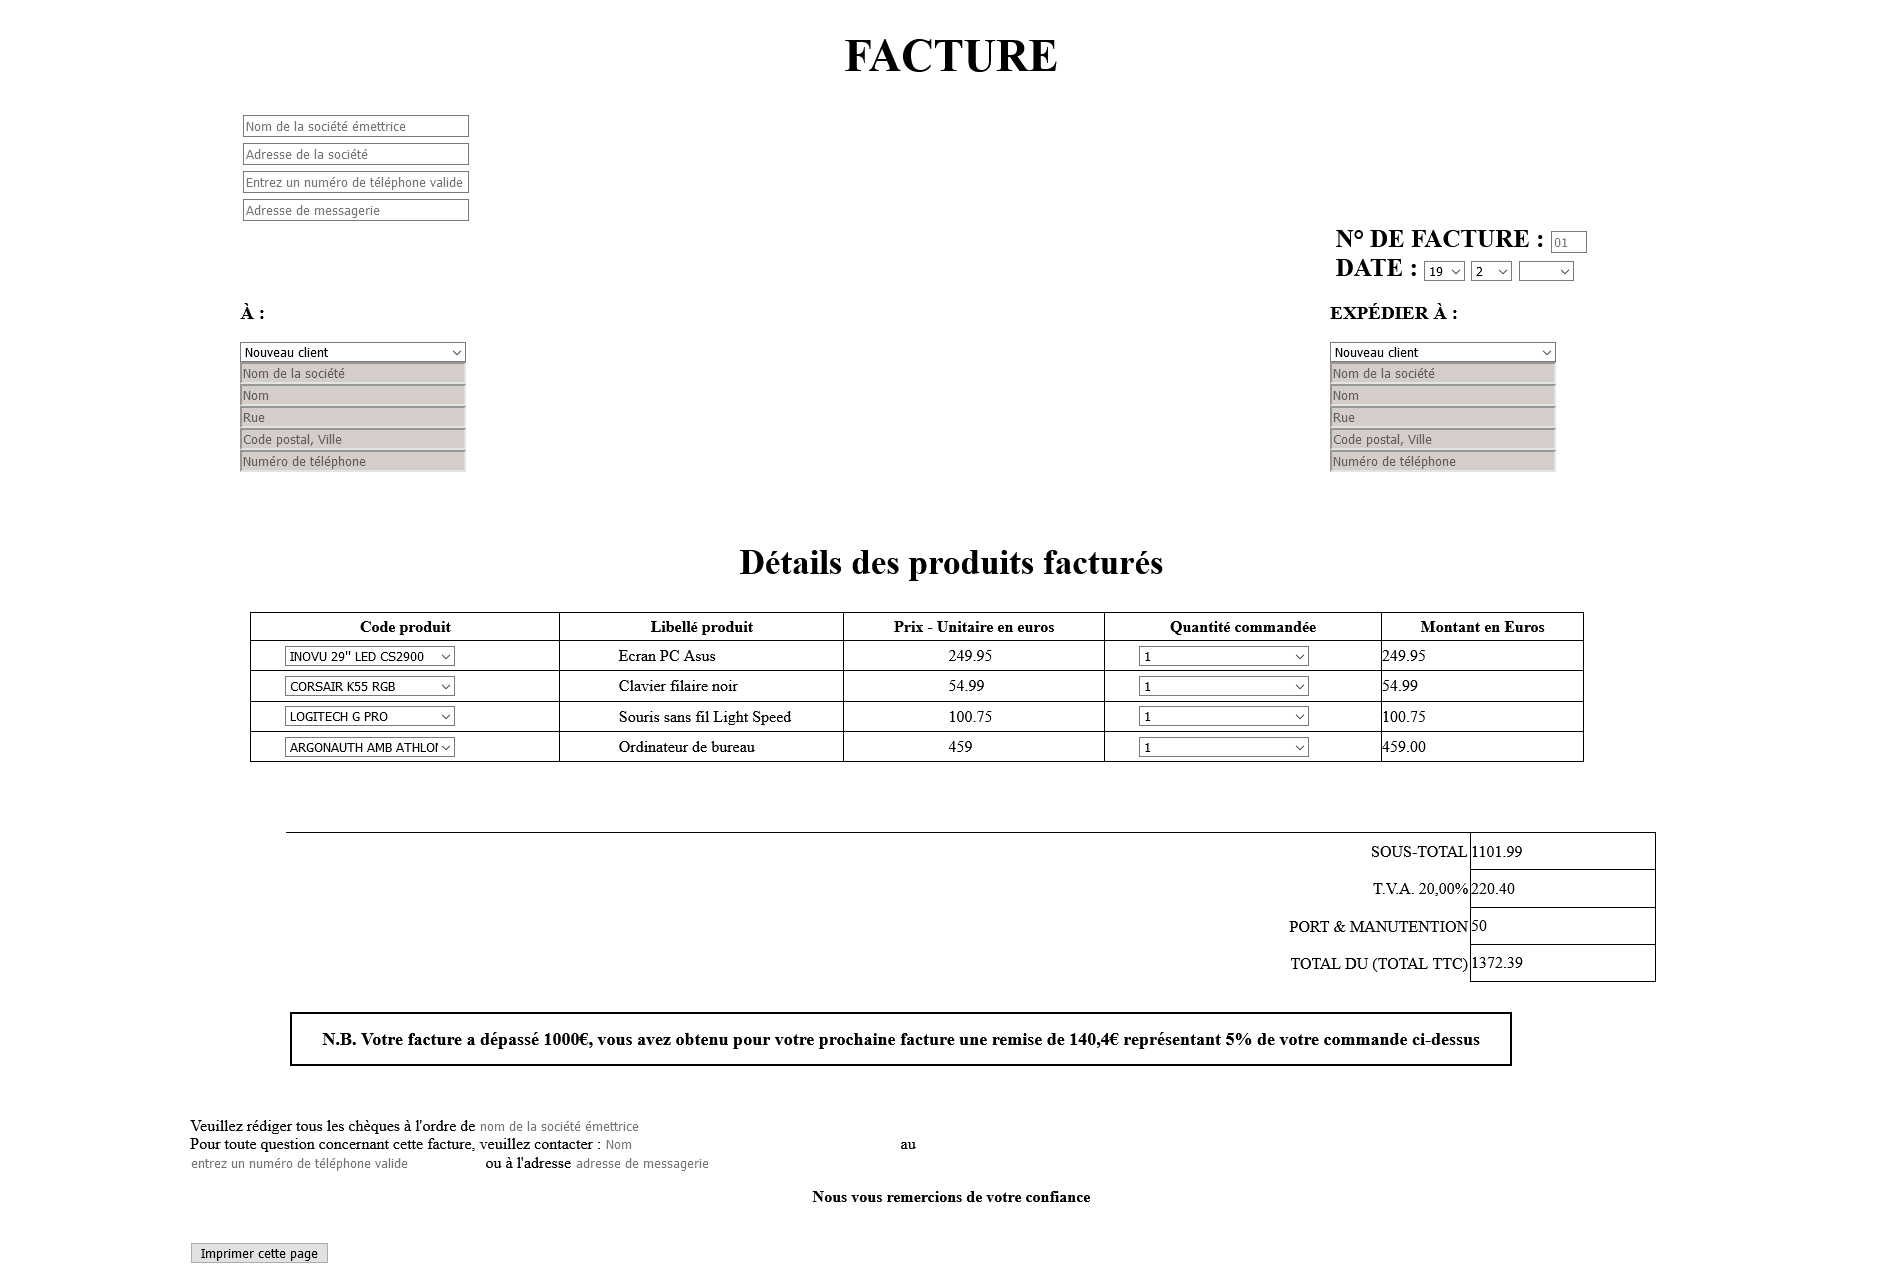 FACTURE
Nom de la société émettrice
Adresse de la société
Entrez un numéro de téléphone valide
Adresse de messagerie
N° DE FACTURE : 01
DATE : 19 2
À :
Nouveau client
Nom de la société
Nom
Rue
Code postal, Ville
Numéro de téléphone
EXPÉDIER À :
Nouveau client
Nom de la société
Nom
Rue
Code postal, Ville
Numéro de téléphone
Détails des produits facturés
Code produit Libellé produit Prix - Unitaire en euros Quantité commandée Montant en Euros
INOVU 29" LED CS2900 Ecran PC Asus 249.95 1 249.95
CORSAIR K55 RGB Clavier filaire noir 54.99 1 54.99
LOGITECH G PRO Souris sans fil Light Speed 100.75 1 100.75
ARGONAUTH AMB ATHLON Ordinateur de bureau 459 1 459.00
SOUS-TOTAL 1101.99
T.V.A. 20,00% 220.40
PORT & MANUTENTION 50
TOTAL DU (TOTAL TTC) 1372.39
N.B. Votre facture a dépassé 1000€, vous avez obtenu pour votre prochaine facture une remise de 140,4€ représentant 5% de votre commande ci-dessus
Veuillez rédiger tous les chèques à l'ordre de nom de la société émettrice
Pour toute question concernant cette facture, veuillez contacter : Nom au
entrez un numéro de téléphone valide ou à l'adresse adresse de messagerie
Nous vous remercions de votre confiance
Imprimer cette page